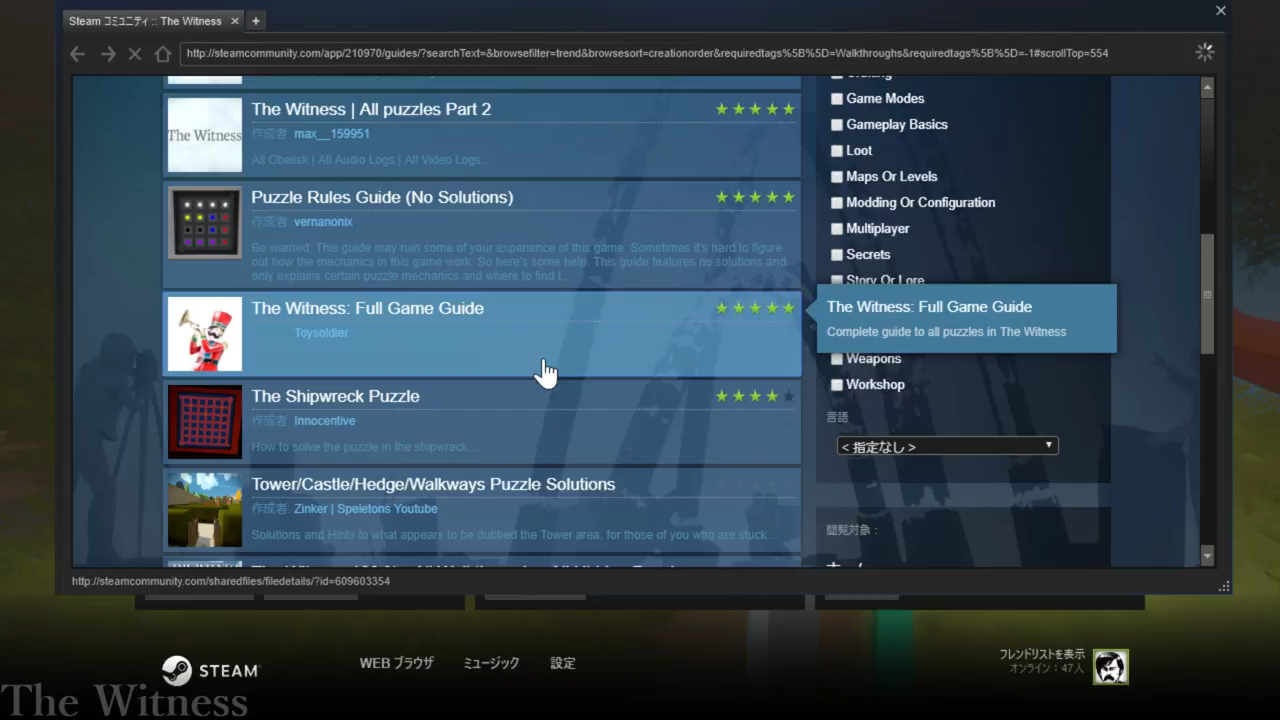 Steam コミュニティ :: The Witness
http://steamcommunity.com/app/210970/guides/?searchText=&browsefilter=trend&browsesort=creationorder&requiredtags%5B%5D=Walkthroughs&requiredtags%5B%5D=-1#scrollTop=554
The Witness | All puzzles Part 2
作成者 max__159951
All Obelisk | All Audio Logs | All Video Logs...
The Witness
Puzzle Rules Guide (No Solutions)
作成者: vernanonix
Be warned: This guide may ruin some of your experience of this game. Sometimes it's hard to figure
out how the mechanics in this game work. So here's some help. This guide features no solutions and
only explains certain puzzle mechanics and where to find t...
The Witness: Full Game Guide
Toysoldier
The Shipwreck Puzzle
作成者 Innocentive
How to solve the puzzle in the shipwreck...
Tower/Castle/Hedge/Walkways Puzzle Solutions
作成者: Zinker | Speletons Youtube
Solutions and Hints to what appears to be dubbed the Tower area, for those of you who are stuck...
Game Modes
Gameplay Basics
Loot
Maps Or Levels
Modding Or Configuration
Multiplayer
Secrets
Story Or Lore
The Witness: Full Game Guide
Complete guide to all puzzles in The Witness
Weapons
Workshop
言語
< 指定なし >
閲覧対象 :
http://steamcommunity.com/sharedfiles/filedetails/?id=609603354
STEAM
WEB ブラウザ
ミュージック
設定
フレンドリストを表示
オンライン : 47人
The Witness